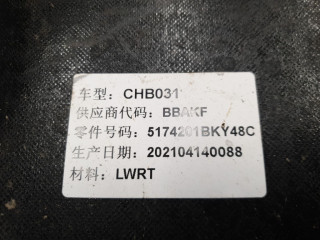 车型：CHB031
供应商代码：BBAKF
零件号码：5174201BKY48C
生产日期：202104140088
材料：LWRT